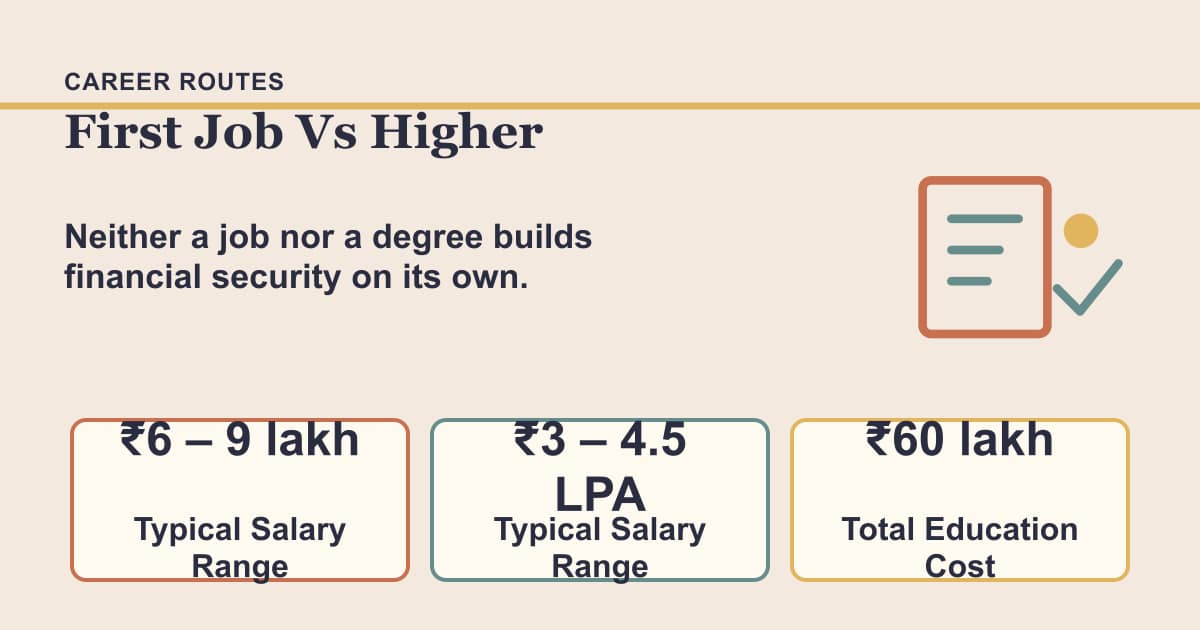 CAREER ROUTES
First Job Vs Higher
Neither a job nor a degree builds
financial security on its own.
₹6 – 9 lakh
Typical Salary
Range
₹3 – 4.5
LPA
Typical Salary
Range
₹60 lakh
Total Education
Cost